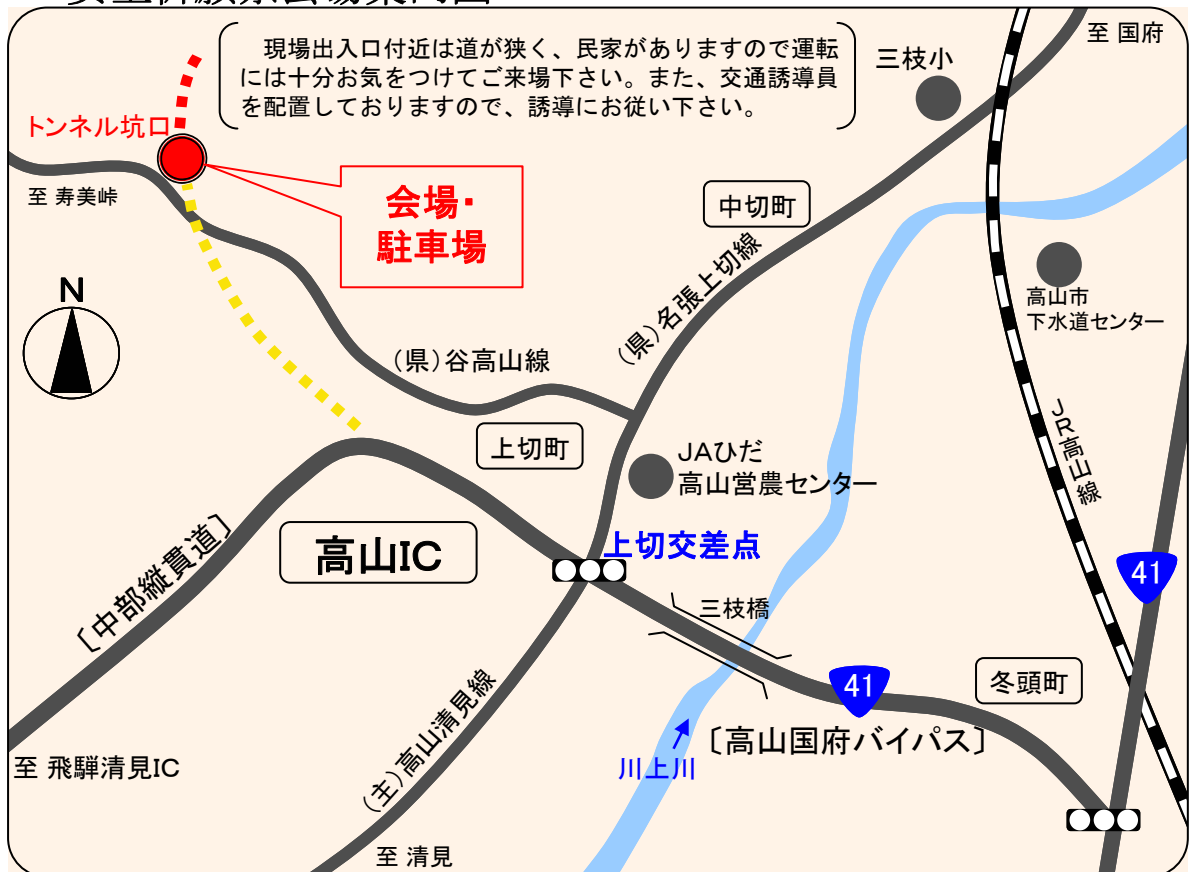 現場出入口付近は道が狭く、民家がありますので運転
には十分お気をつけてご来場下さい。また、交通誘導員
を配置しておりますので、誘導にお従い下さい。
至 国府
三枝小
トンネル坑口
至 寿美峠
会場・
駐車場
中切町
(県)名張上切線
高山市
下水道センター
N
(県)谷高山線
JR高山線
上切町
JAひだ
高山営農センター
〔中部縦貫道〕
高山IC
上切交差点
41
三枝橋
冬頭町
41
〔高山国府バイパス〕
川上川
(主)高山清見線
至 飛騨清見IC
至 清見